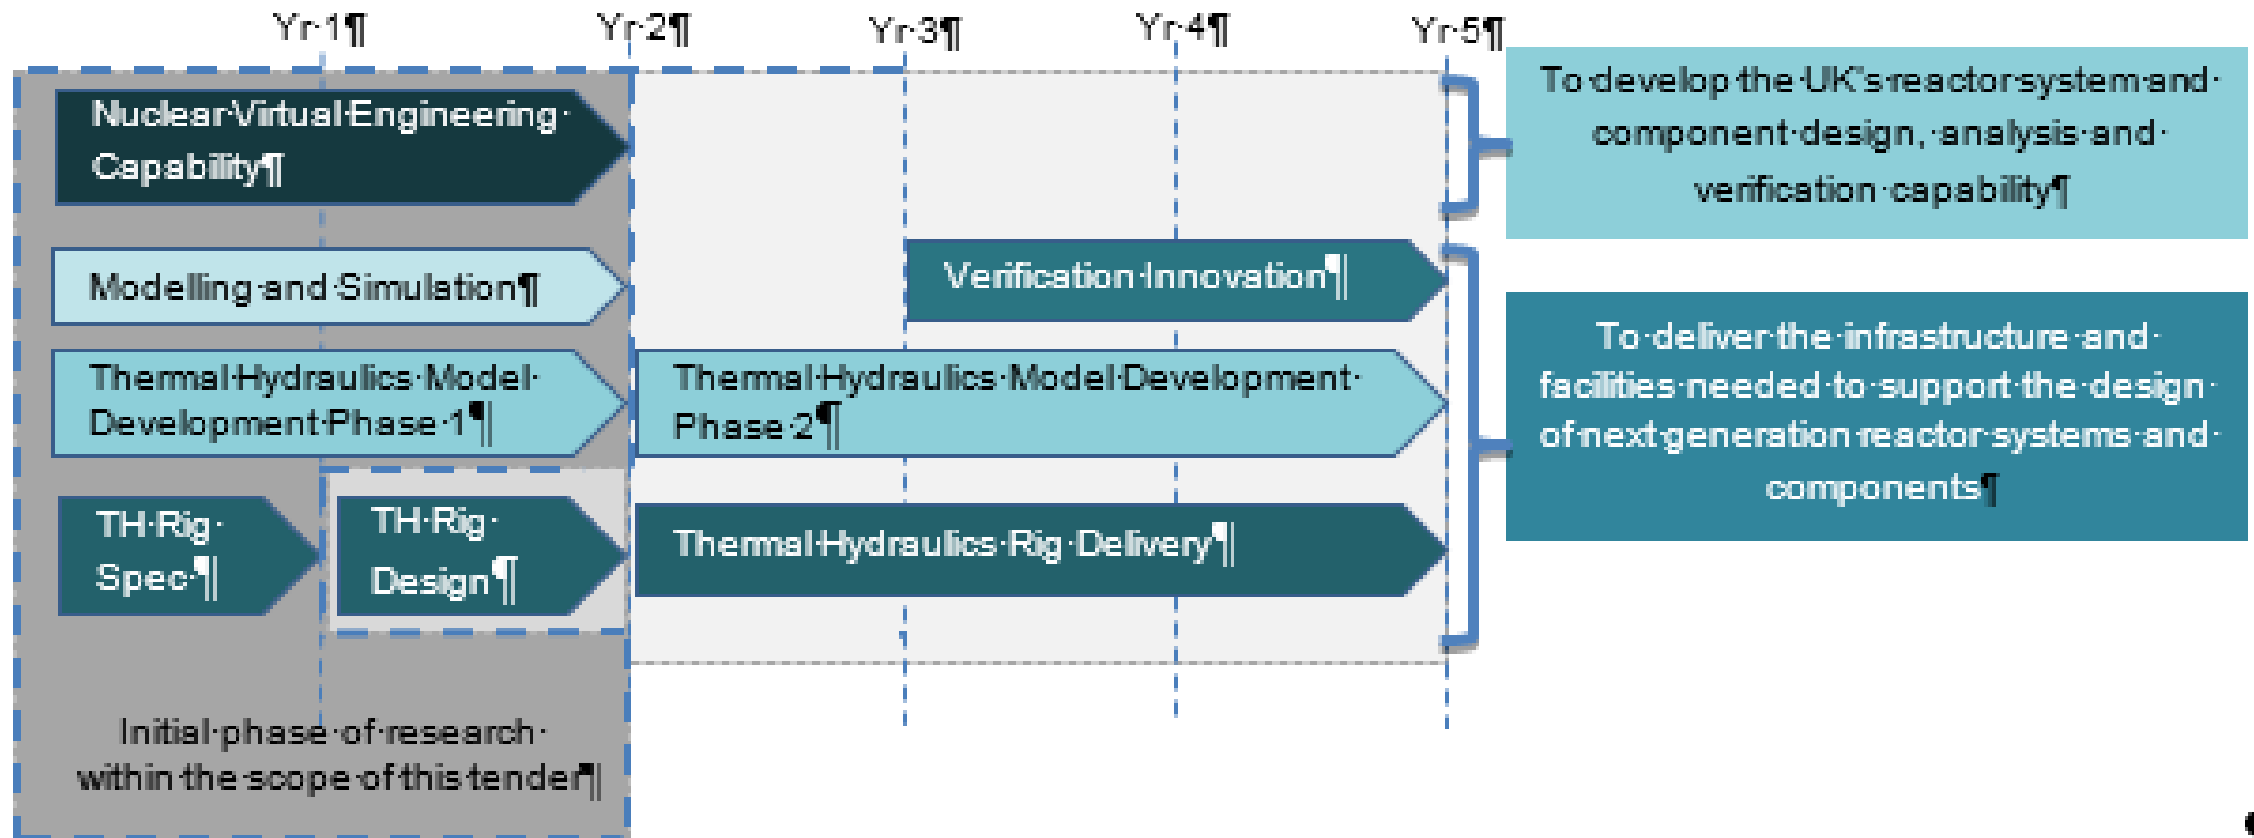 Yr·1¶
Yr·2¶
Yr·3¶
Yr·4¶
Yr·5¶
Nuclear·Virtual·Engineering·
Capability¶
To·develop·the·UK's·reactor·system·and·
component·design,·analysis·and·
verification·capability¶
Modelling·and·Simulation¶
Verification·Innovation¶
Thermal·Hydraulics·Model·
Development·Phase·1¶
Thermal·Hydraulics·Model·Development·
Phase·2¶
To·deliver·the·infrastructure·and·
facilities·needed·to·support·the·design·
of·next·generation·reactor·systems·and·
components¶
TH·Rig·
Spec·¶
TH·Rig·
Design¶
Thermal·Hydraulics·Rig·Delivery¶
Initial·phase·of·research·
within·the·scope·of·this·tender¶